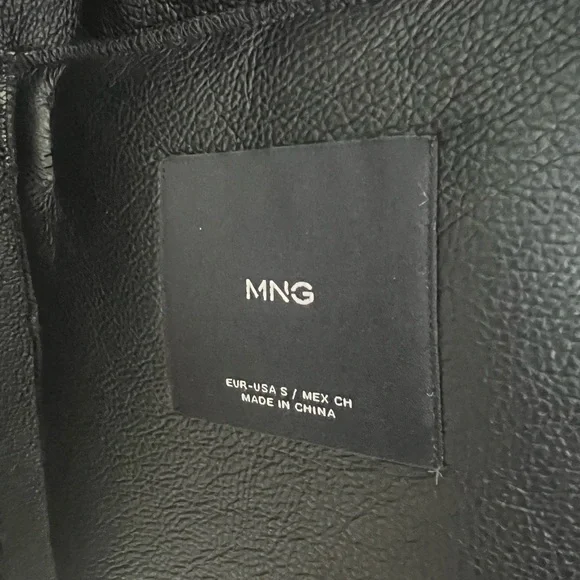 MNG
EUR-USA S / MEX CH
MADE IN CHINA